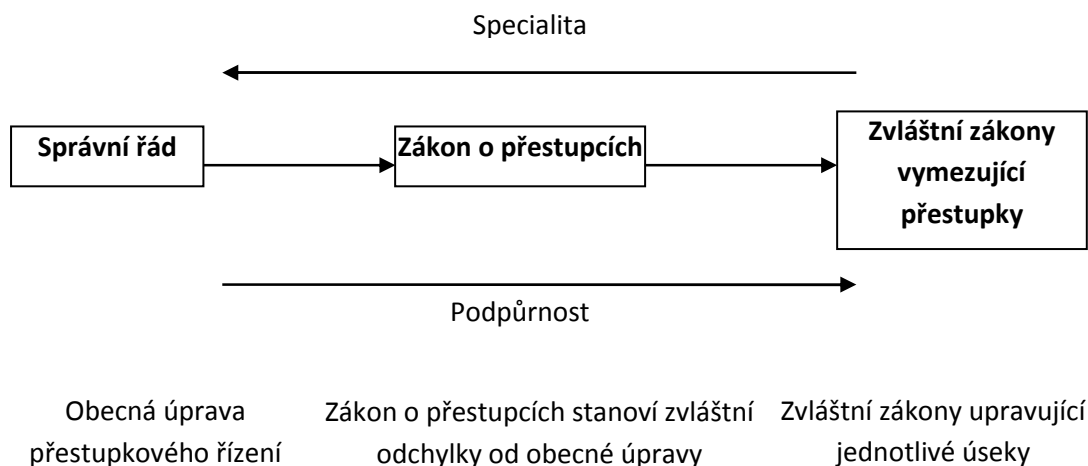 Specialita
Správní řád
Zákon o přestupcích
Zvláštní zákony
vymezující
přestupky
Podpůrnost
Obecná úprava
přestupkového řízení
Zákon o přestupcích stanoví zvláštní
odchylky od obecné úpravy
Zvláštní zákony upravující
jednotlivé úseky